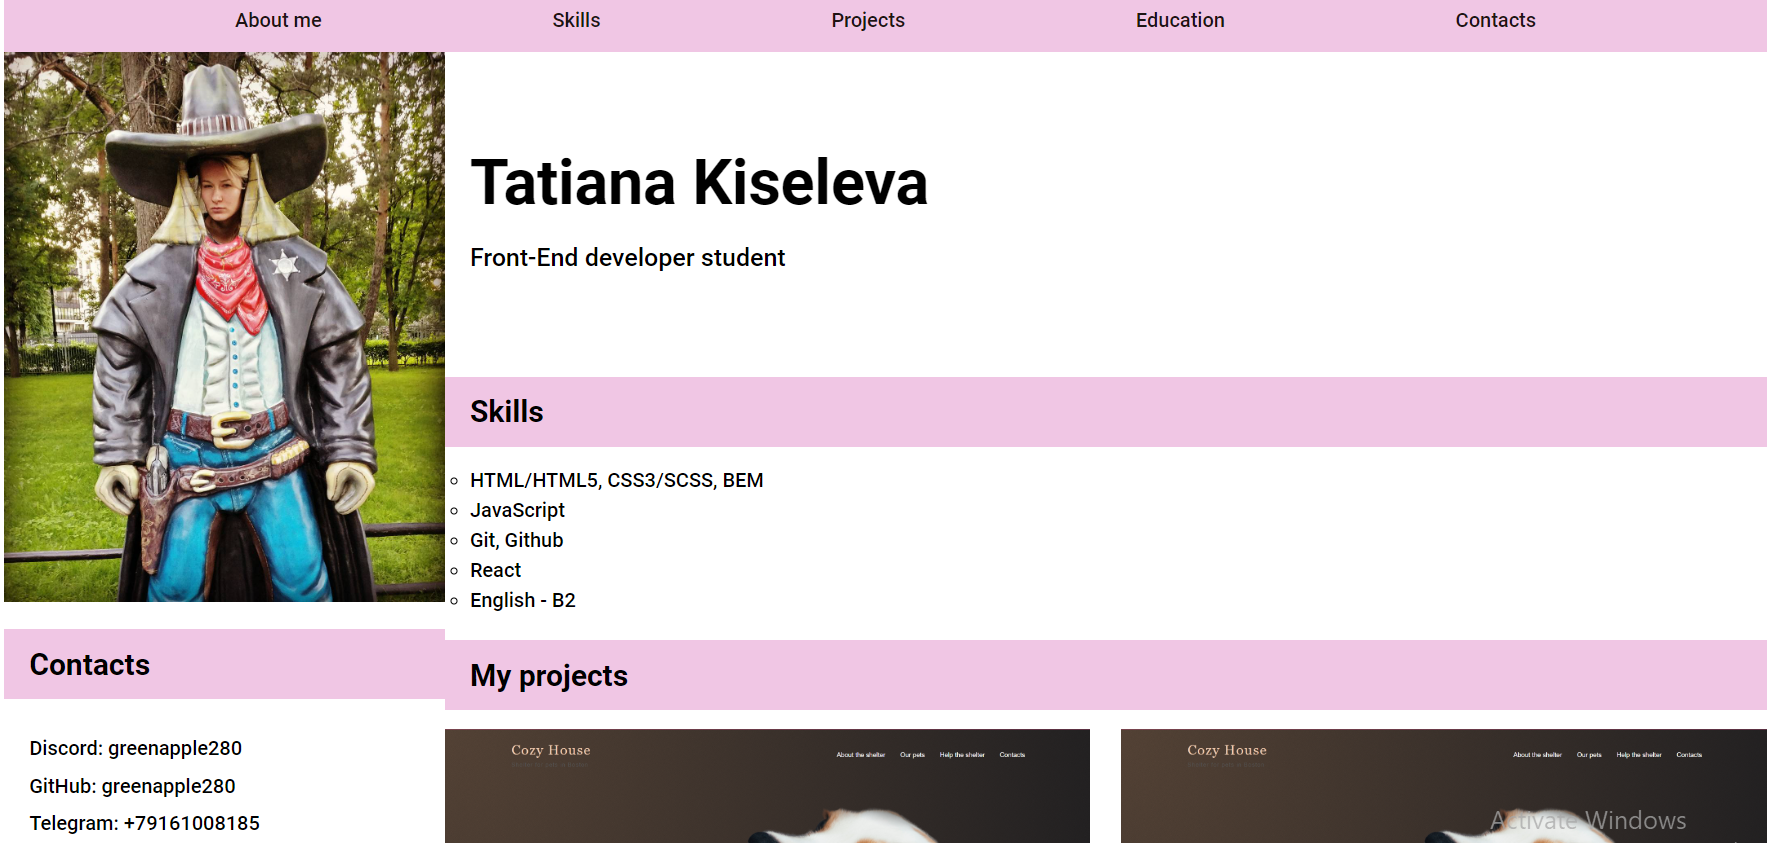 About me Skills Projects Education Contacts
Tatiana Kiseleva
Front-End developer student
Skills
HTML/HTML5, CSS3/SCSS, BEM
JavaScript
Git, Github
React
English - B2
Contacts
Discord: greenapple280
GitHub: greenapple280
Telegram: +79161008185
My projects
Cozy House About the shelter Our pets Help the shelter Contacts
Cozy House About the shelter Our pets Help the shelter Contacts
Activate Windows